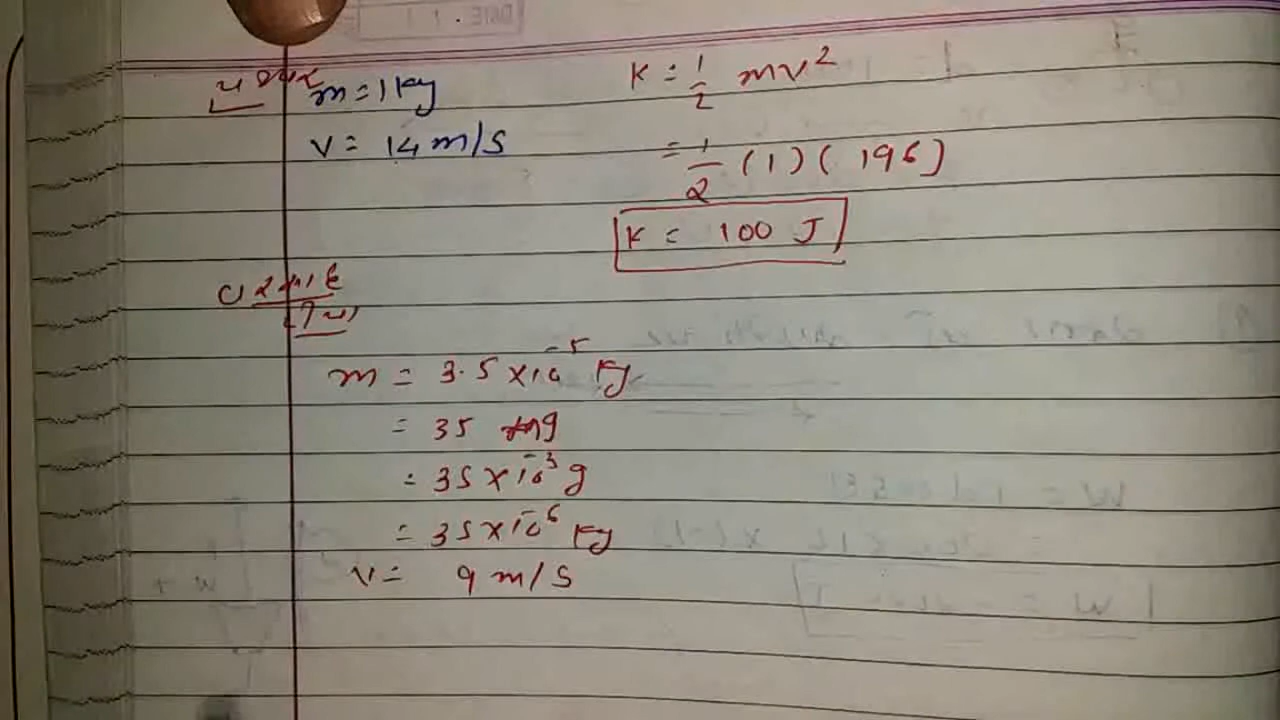 m = 1 kg
v = 14 m/s
K = 1/2 mv²
= 1/2 (1) ( 196 )
K = 100 J
m = 3.5 × 10⁻⁵ kg
= 35 mg
= 35 × 10⁻³ g
= 35 × 10⁻⁶ kg
v = 9 m/s